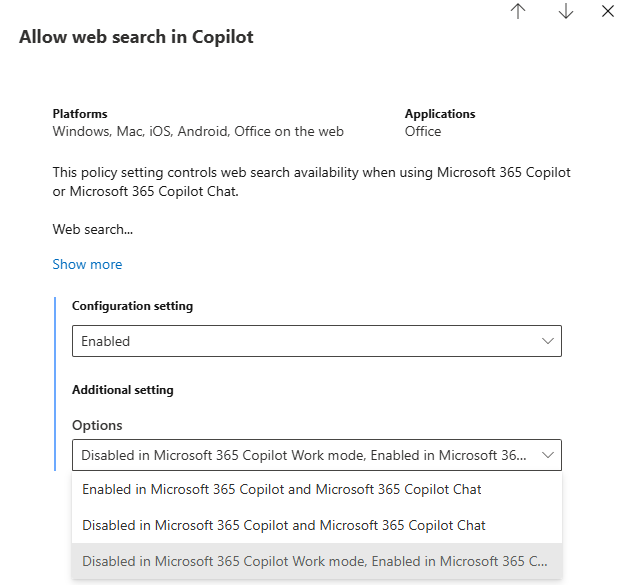 Allow web search in Copilot
Platforms
Applications
Windows, Mac, iOS, Android, Office on the web
Office
This policy setting controls web search availability when using Microsoft 365 Copilot
or Microsoft 365 Copilot Chat.
Web search...
Show more
Configuration setting
Enabled
Additional setting
Options
Disabled in Microsoft 365 Copilot Work mode, Enabled in Microsoft 36...
Enabled in Microsoft 365 Copilot and Microsoft 365 Copilot Chat
Disabled in Microsoft 365 Copilot and Microsoft 365 Copilot Chat
Disabled in Microsoft 365 Copilot Work mode, Enabled in Microsoft 365 C...